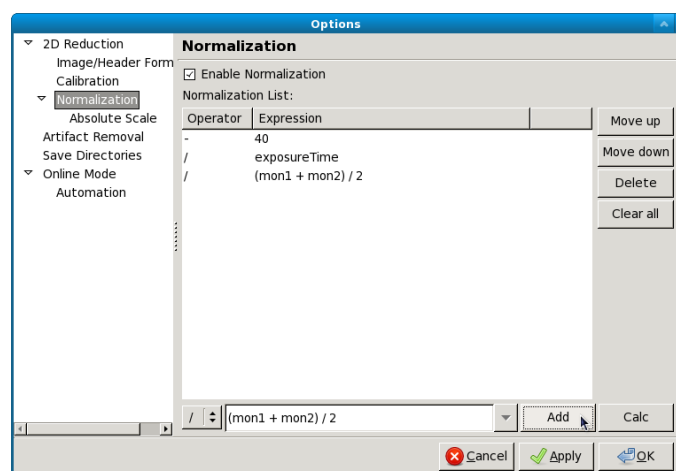 Options
2D Reduction
Image/Header Form
Calibration
Normalization
Absolute Scale
Artifact Removal
Save Directories
Online Mode
Automation
Normalization
Enable Normalization
Normalization List:
Operator Expression
- 40
/ exposureTime
/ (mon1 + mon2) / 2
Move up
Move down
Delete
Clear all
/ (mon1 + mon2) / 2 Add Calc
Cancel Apply OK